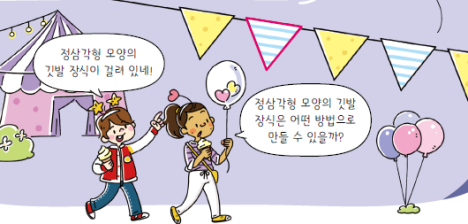 정삼각형 모양의
깃발 장식이 걸려 있네!
정삼각형 모양의 깃발
장식은 어떤 방법으로
만들 수 있을까?